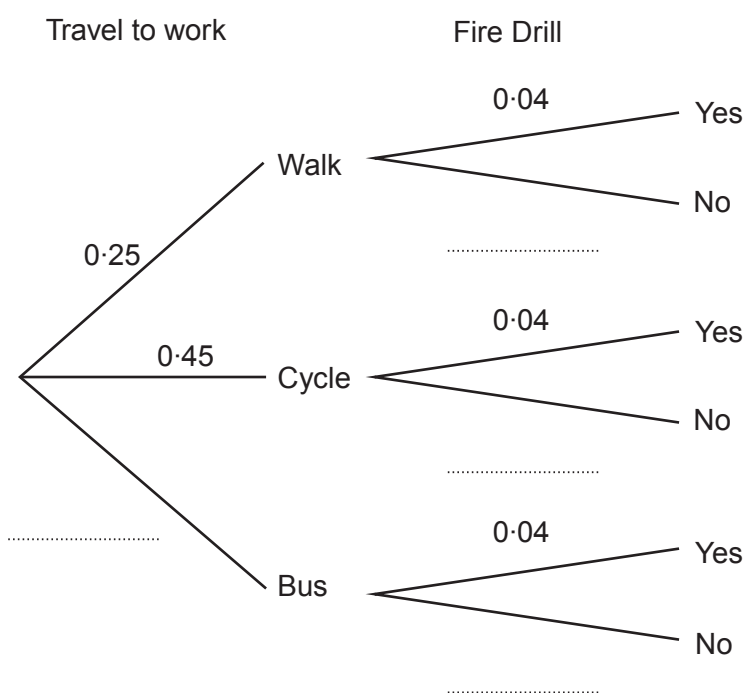 Travel to work
Fire Drill
0·04
Yes
Walk
No
0·25
0·04
Yes
0·45
Cycle
No
0·04
Yes
Bus
No